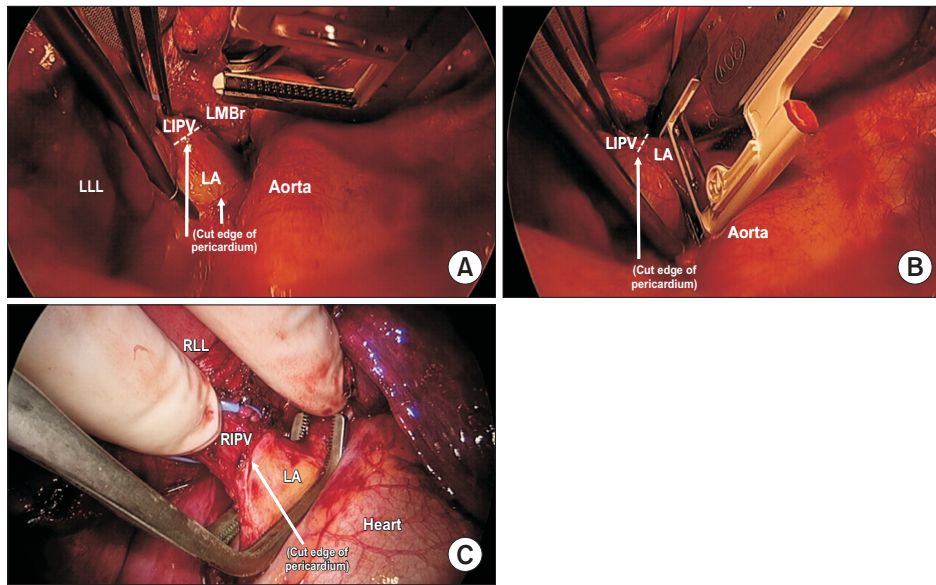 LMBr
LIPV
LLL
LA
Aorta
(Cut edge of
pericardium)
A
LIPV
LA
Aorta
(Cut edge of
pericardium)
B
RLL
RIPV
LA
Heart
(Cut edge of
pericardium)
C